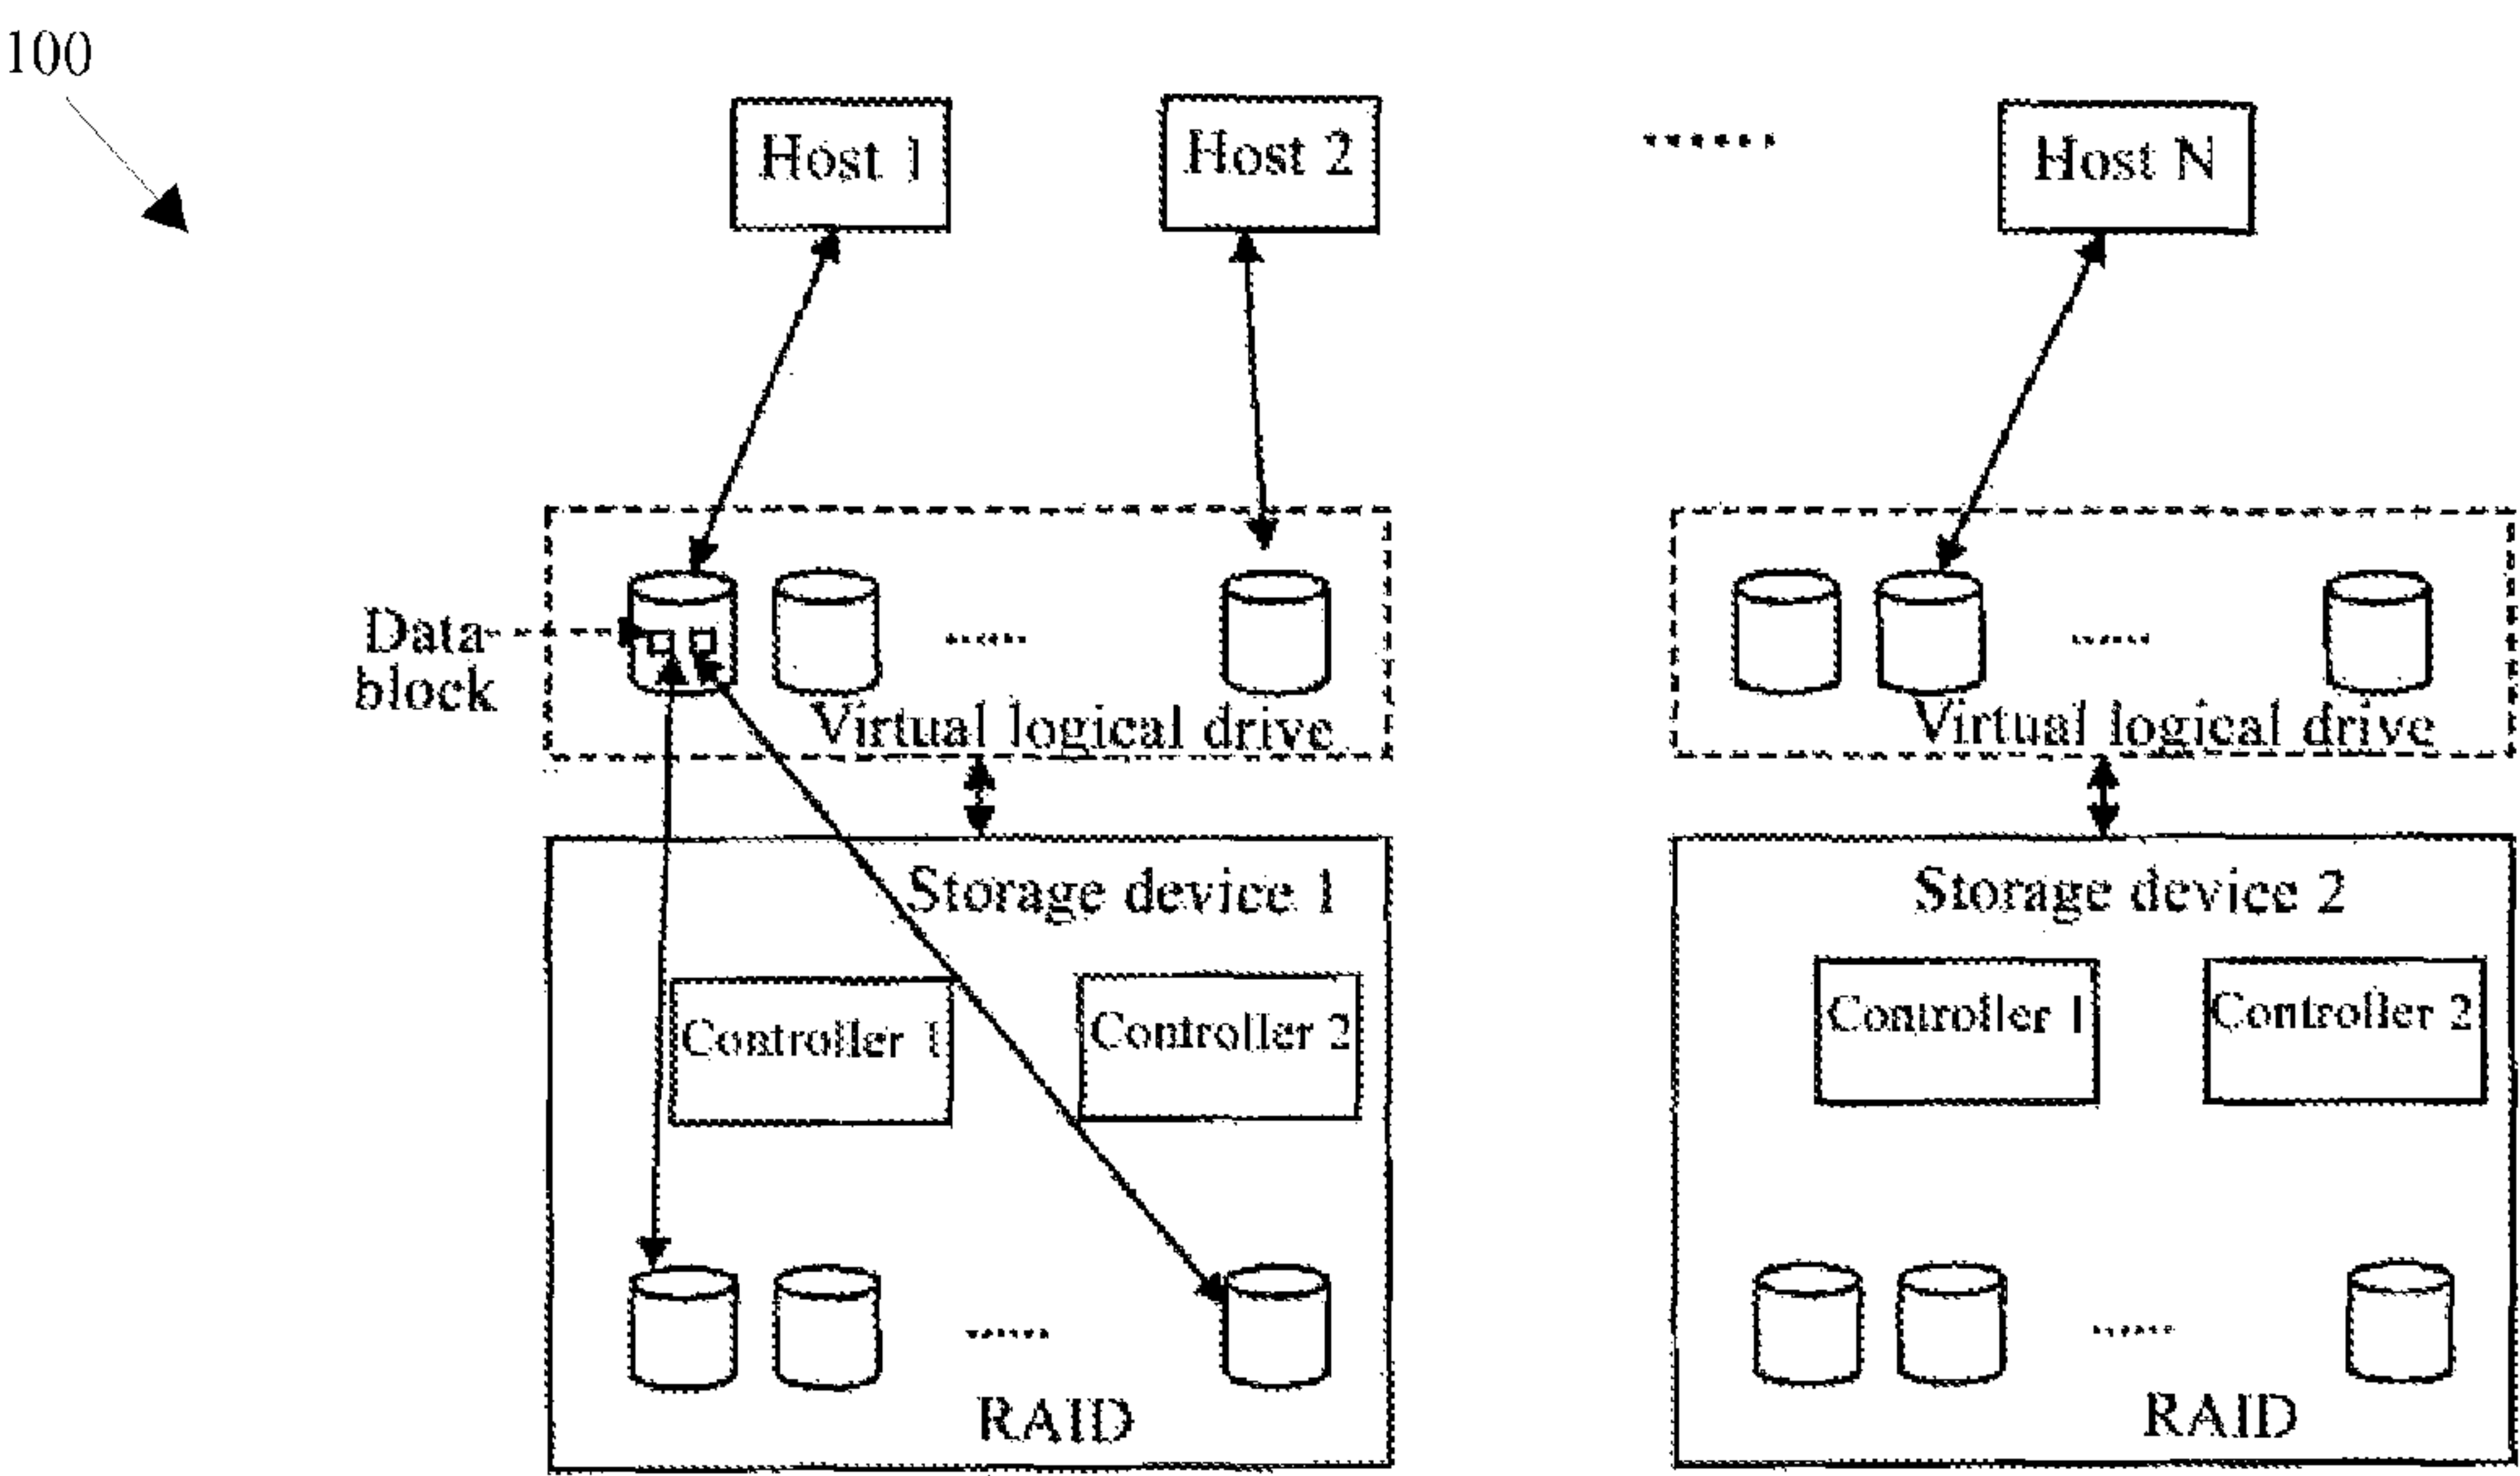 100
Host 1
Host 2
......
Host N
Data
block
......
Virtual logical drive
......
Virtual logical drive
Storage device 1
Controller 1
Controller 2
......
RAID
Storage device 2
Controller 1
Controller 2
......
RAID